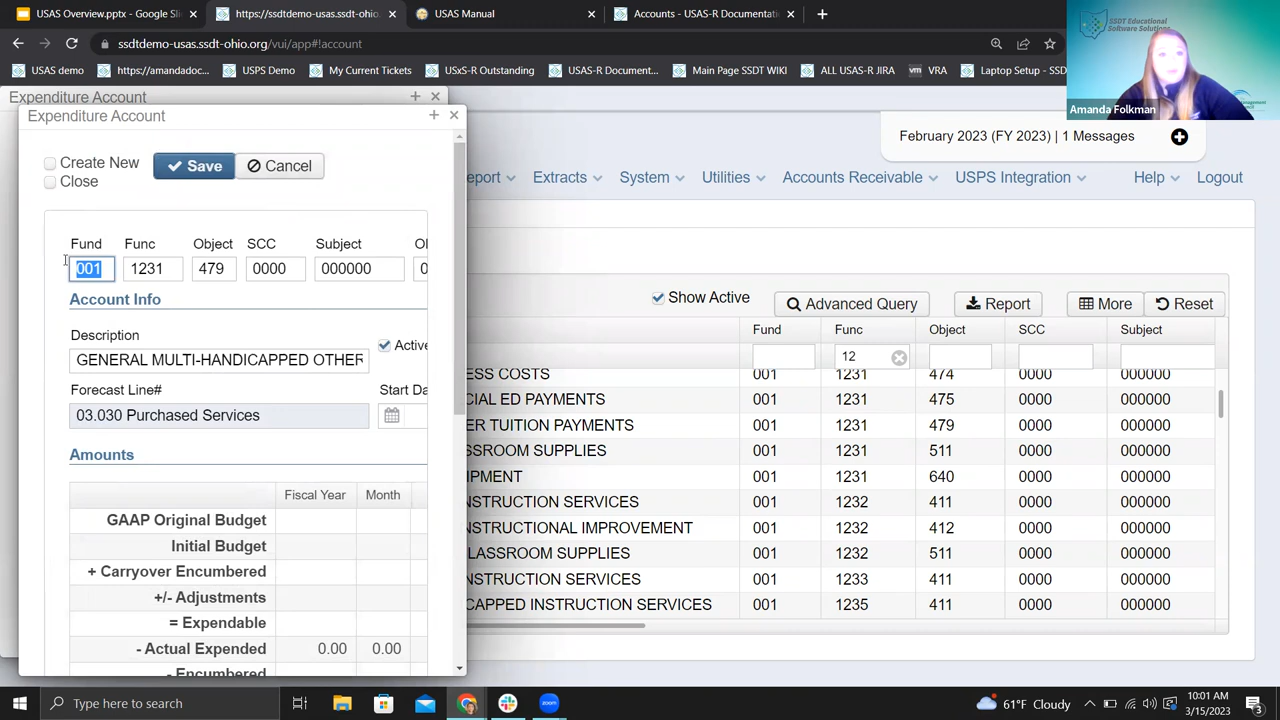 USAS Overview.pptx - Google Sli
https://ssdtdemo-usas.ssdt-ohio.
USAS Manual
Accounts - USAS-R Documentati
ssdtdemo-usas.ssdt-ohio.org/vui/app#!account
USAS demo
https://amandadoc
USPS Demo
My Current Tickets
USxS-R Outstanding
USAS-R Document...
Main Page SSDT WIKI
ALL USAS-R JIRA
VRA
Laptop Setup - SSD
SSDT Educational
Software Solutions
Amanda Folkman
Expenditure Account
Expenditure Account
February 2023 (FY 2023) | 1 Messages
eport
Extracts
System
Utilities
Accounts Receivable
USPS Integration
Help
Logout
Create New
Close
Save
Cancel
Fund Func Object SCC Subject
001 1231 479 0000 000000 0
Account Info
Description
GENERAL MULTI-HANDICAPPED OTHER
Active
Forecast Line#
Start Da
03.030 Purchased Services
Amounts
Fiscal Year Month
GAAP Original Budget
Initial Budget
+ Carryover Encumbered
+/- Adjustments
= Expendable
- Actual Expended 0.00 0.00
- Encumbered
Show Active
Advanced Query
Report
More
Reset
Fund Func Object SCC Subject
12
ESS COSTS 001 1231 474 0000 000000
CIAL ED PAYMENTS 001 1231 475 0000 000000
ER TUITION PAYMENTS 001 1231 479 0000 000000
SSROOM SUPPLIES 001 1231 511 0000 000000
IPMENT 001 1231 640 0000 000000
NSTRUCTION SERVICES 001 1232 411 0000 000000
NSTRUCTIONAL IMPROVEMENT 001 1232 412 0000 000000
LASSROOM SUPPLIES 001 1232 511 0000 000000
NSTRUCTION SERVICES 001 1233 411 0000 000000
CAPPED INSTRUCTION SERVICES 001 1235 411 0000 000000
Type here to search
61°F Cloudy
10:01 AM
3/15/2023
3